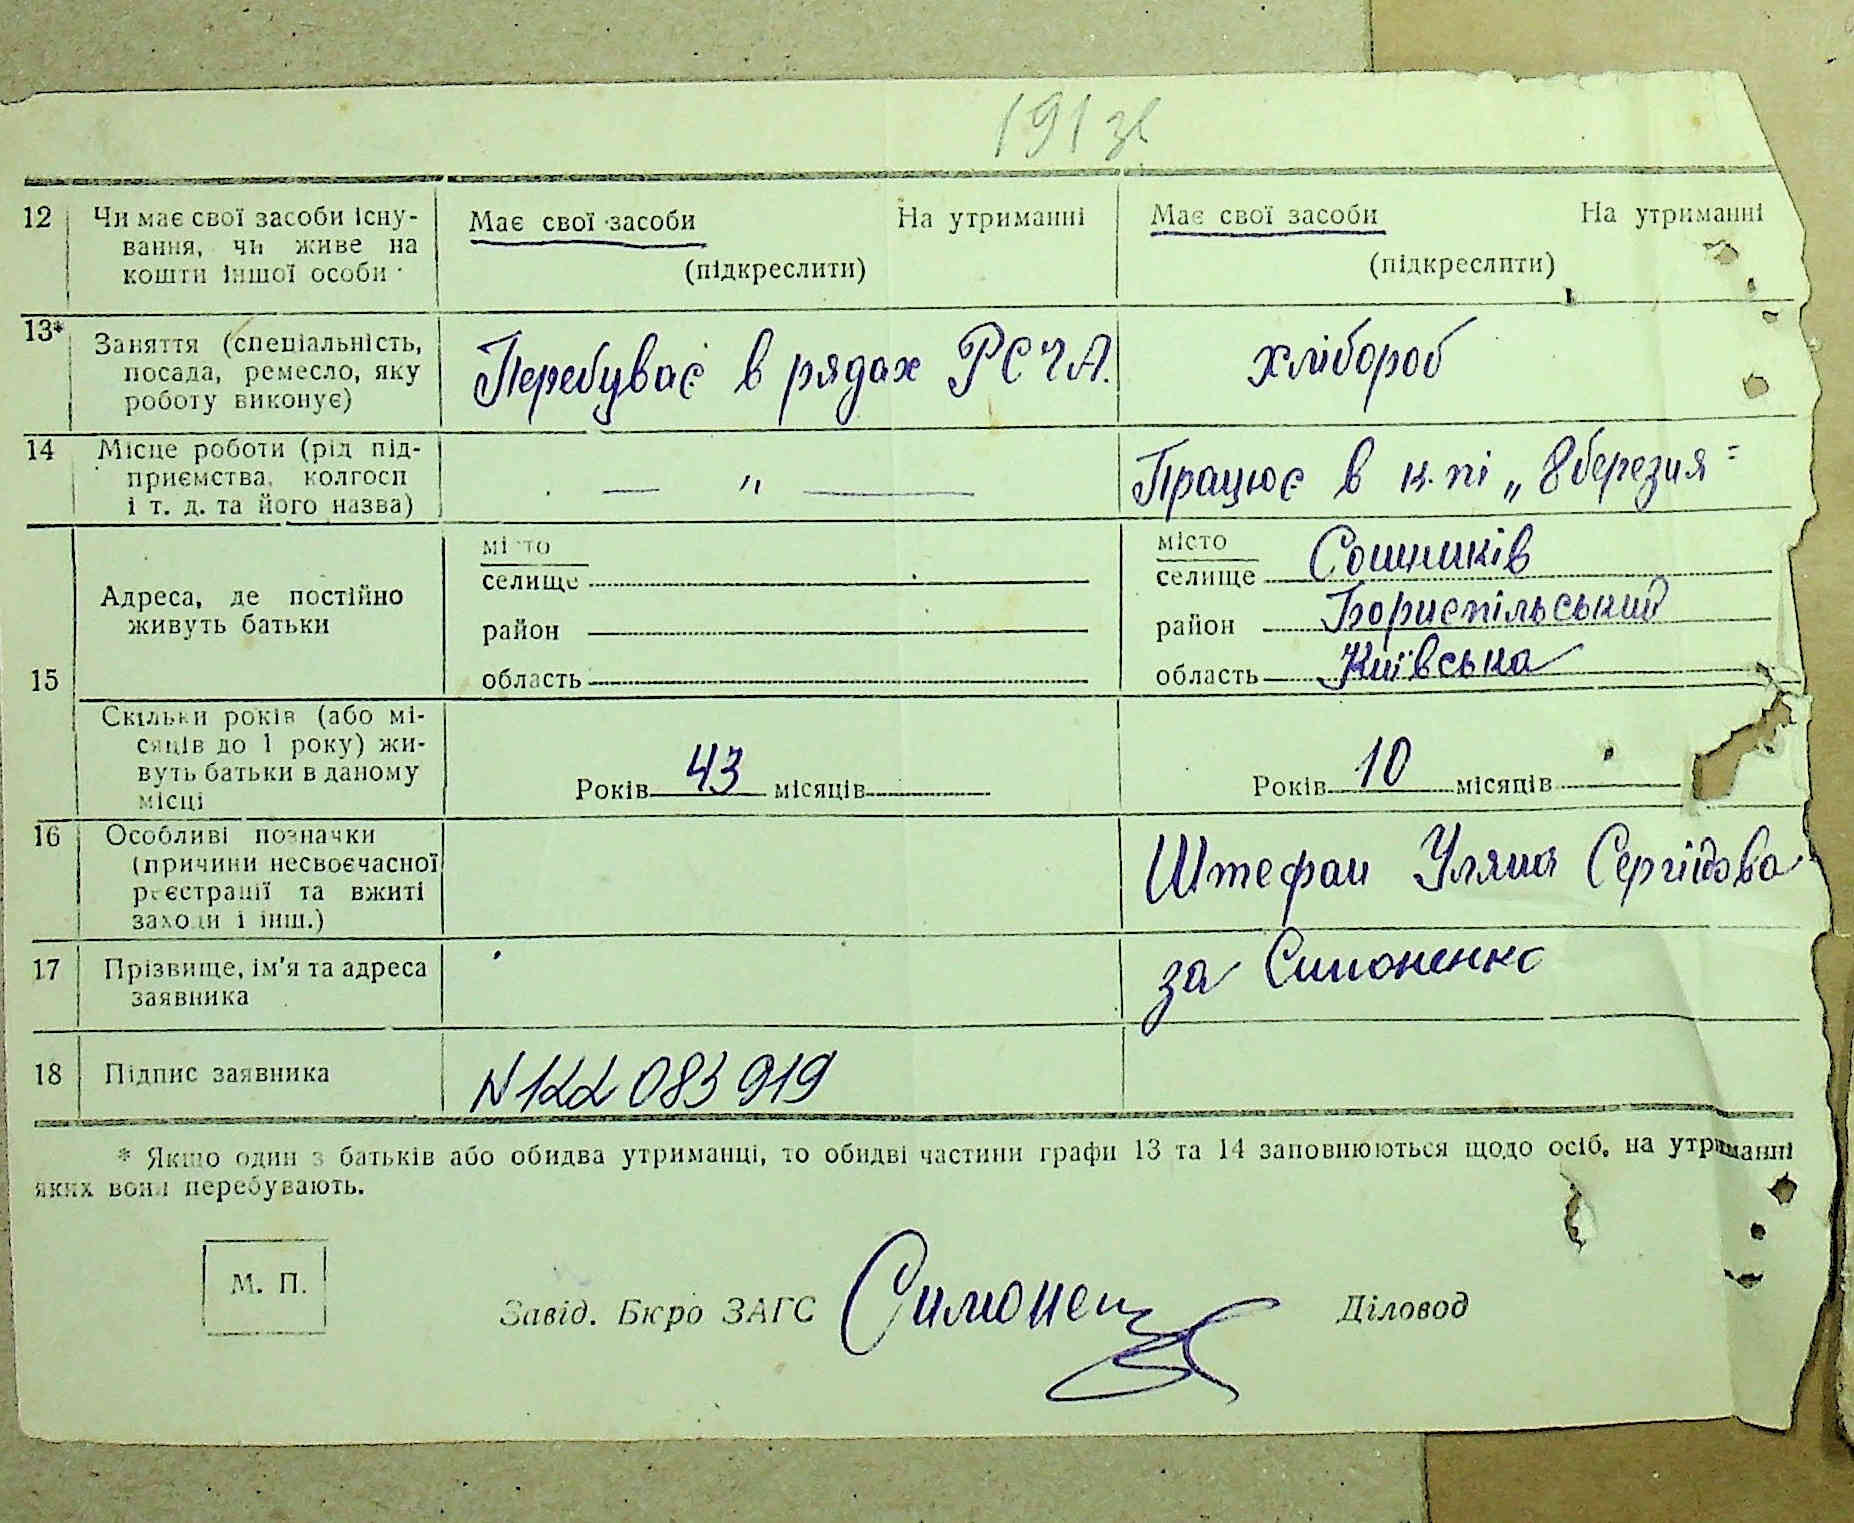 191 зв
12 Чи має свої засоби існу-
вання, чи живе на
кошти іншої особи
Має свої засоби На утриманні
(підкреслити)
Має свої засоби На утриманні
(підкреслити)
13* Заняття (спеціальність,
посада, ремесло, яку
роботу виконує)
Перебуває в рядах РСЧА.
хлібороб
14 Місце роботи (рід під-
приємства, колгосп
і т. д. та його назва)
— „ —
Працює в к-пі „8 березня"
15 Адреса, де постійно
живуть батьки
місто
селище
район
область
місто
селище Сошників
район Бориспільський
область Київська
Скільки років (або мі-
сяців до 1 року) жи-
вуть батьки в даному
місці
Років 43 місяців
Років 10 місяців
16 Особливі позначки
(причини несвоєчасної
реєстрації та вжиті
заходи і інш.)
Штефан Уляна Сергіївова
17 Прізвище, ім'я та адреса
заявника
за Симоненко
18 Підпис заявника
083919
* Якщо один з батьків або обидва утриманці, то обидві частини графи 13 та 14 заповнюються щодо осіб, на утриманні
яких вони перебувають.
М. П.
Завід. Бюро ЗАГС Симонен Діловод